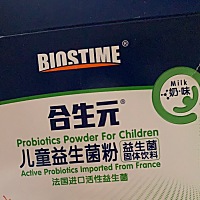 BIOSTIME
Milk
奶·味
合生元®
Probiotics Powder For Children
儿童益生菌粉 益生菌
固体饮料
Active Probiotics Imported From France
法国进口活性益生菌